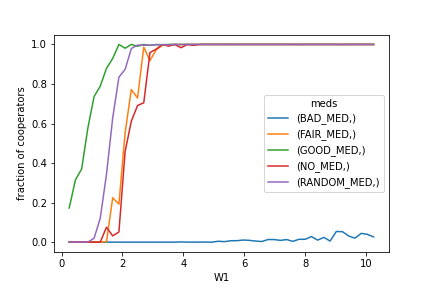 1.0
0.8
0.6
0.4
0.2
0.0
fraction of cooperators
0
2
4
6
8
10
W1
meds
(BAD_MED,)
(FAIR_MED,)
(GOOD_MED,)
(NO_MED,)
(RANDOM_MED,)